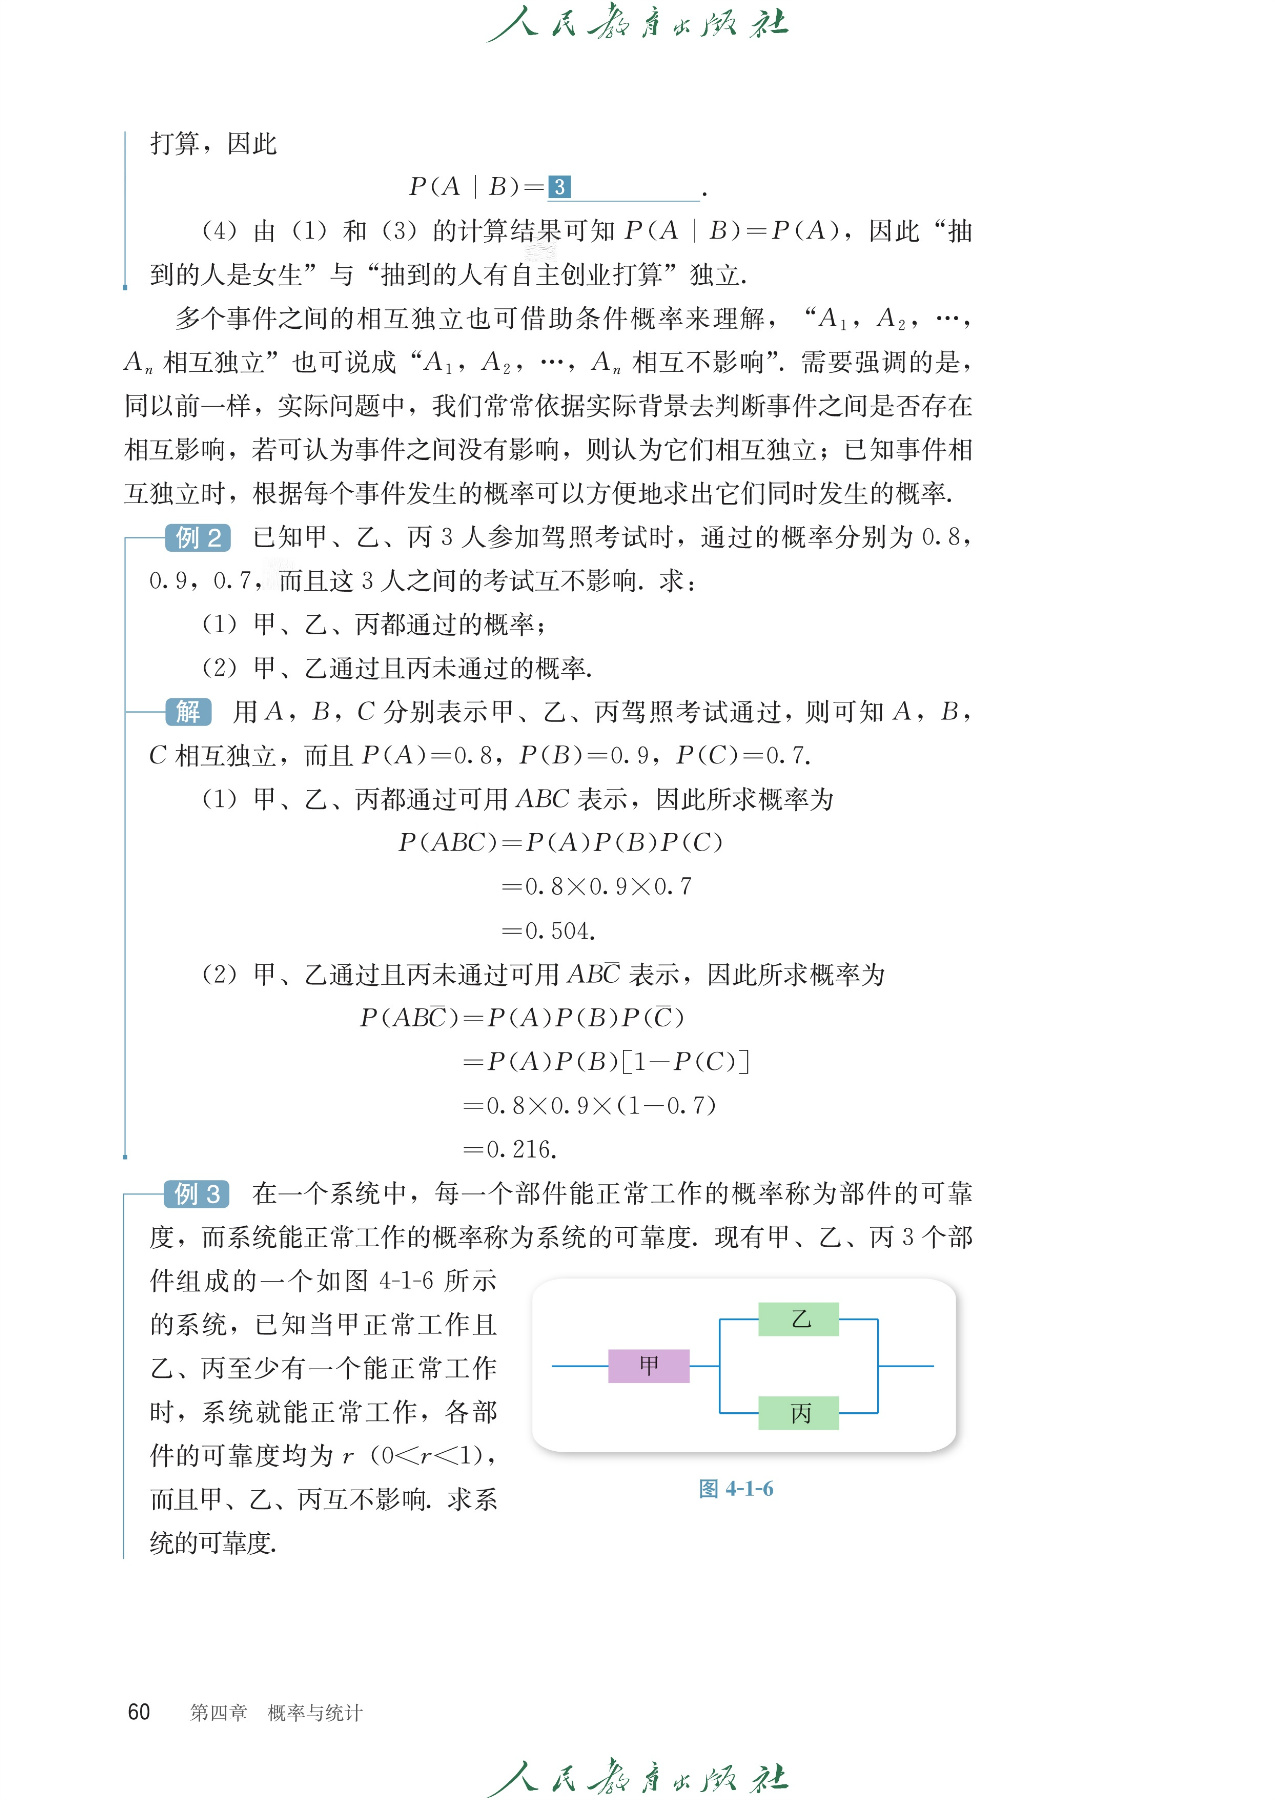 人民教育出版社
打算，因此
P(A | B)=3          .
（4）由（1）和（3）的计算结果可知 P(A | B)=P(A)，因此“抽
到的人是女生”与“抽到的人有自主创业打算”独立.
多个事件之间的相互独立也可借助条件概率来理解，“A₁，A₂，…，
Aₙ 相互独立”也可说成“A₁，A₂，…，Aₙ 相互不影响”. 需要强调的是，
同以前一样，实际问题中，我们常常依据实际背景去判断事件之间是否存在
相互影响，若可认为事件之间没有影响，则认为它们相互独立；已知事件相
互独立时，根据每个事件发生的概率可以方便地求出它们同时发生的概率.
例 2 已知甲、乙、丙 3 人参加驾照考试时，通过的概率分别为 0.8，
0.9，0.7，而且这 3 人之间的考试互不影响. 求：
（1）甲、乙、丙都通过的概率；
（2）甲、乙通过且丙未通过的概率.
解 用 A，B，C 分别表示甲、乙、丙驾照考试通过，则可知 A，B，
C 相互独立，而且 P(A)=0.8，P(B)=0.9，P(C)=0.7.
（1）甲、乙、丙都通过可用 ABC 表示，因此所求概率为
P(ABC)=P(A)P(B)P(C)
=0.8×0.9×0.7
=0.504.
（2）甲、乙通过且丙未通过可用 ABC̅ 表示，因此所求概率为
P(ABC̅)=P(A)P(B)P(C̅)
=P(A)P(B)[1−P(C)]
=0.8×0.9×(1−0.7)
=0.216.
例 3 在一个系统中，每一个部件能正常工作的概率称为部件的可靠
度，而系统能正常工作的概率称为系统的可靠度. 现有甲、乙、丙 3 个部
件组成的一个如图 4-1-6 所示
的系统，已知当甲正常工作且
乙、丙至少有一个能正常工作
时，系统就能正常工作，各部
件的可靠度均为 r（0<r<1），
而且甲、乙、丙互不影响. 求系
统的可靠度.
乙
甲
丙
图 4-1-6
60 第四章 概率与统计
人民教育出版社